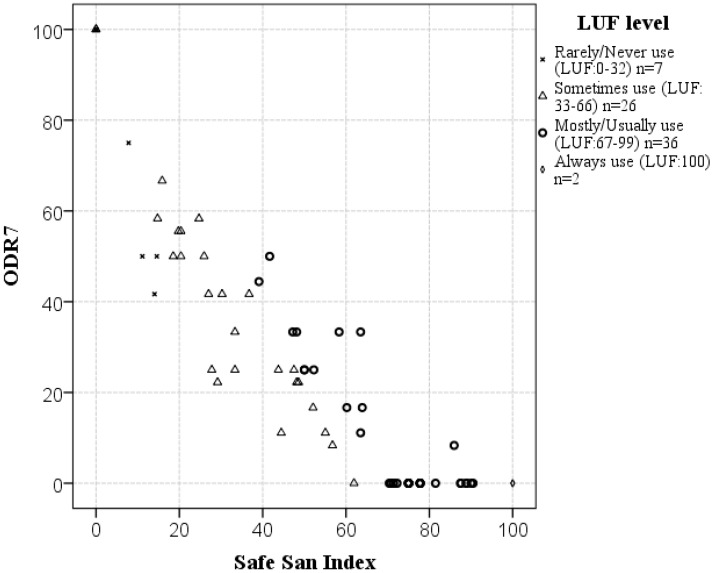 LUF level
Rarely/Never use
(LUF:0-32) n=7
Sometimes use (LUF:
33-66) n=26
Mostly/Usually use
(LUF:67-99) n=36
Always use (LUF:100)
n=2
ODR7
100
80
60
40
20
0
0 20 40 60 80 100
Safe San Index